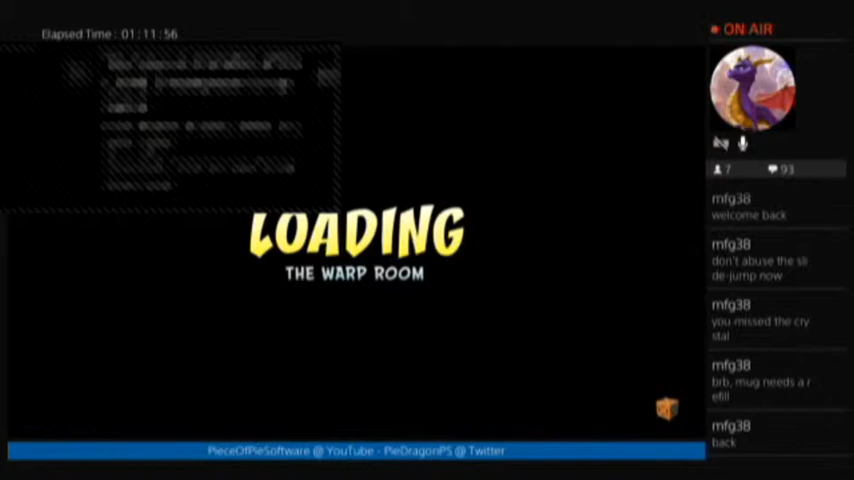 Elapsed Time : 01:11:56
ON AIR
7 93
LOADING
THE WARP ROOM
mfg38
welcome back
mfg38
don't abuse the sli
de-jump now
mfg38
you missed the cry
stal
mfg38
brb, mug needs a r
efill
mfg38
back
PieceOfPieSoftware @ YouTube - PieDragonPS @ Twitter